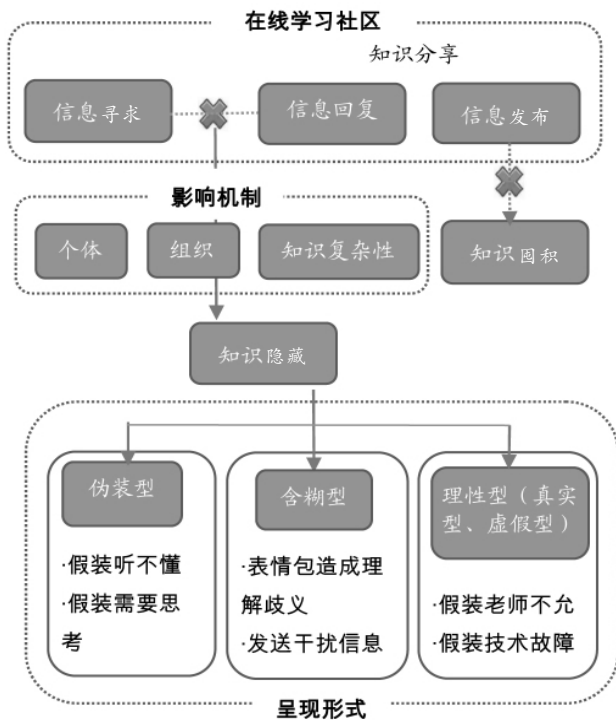 在线学习社区
知识分享
信息寻求
信息回复
信息发布
影响机制
个体
组织
知识复杂性
知识囤积
知识隐藏
伪装型
·假装听不懂
·假装需要思
考
含糊型
·表情包造成理
解歧义
·发送干扰信息
理性型（真实
型、虚假型）
·假装老师不允
·假装技术故障
呈现形式